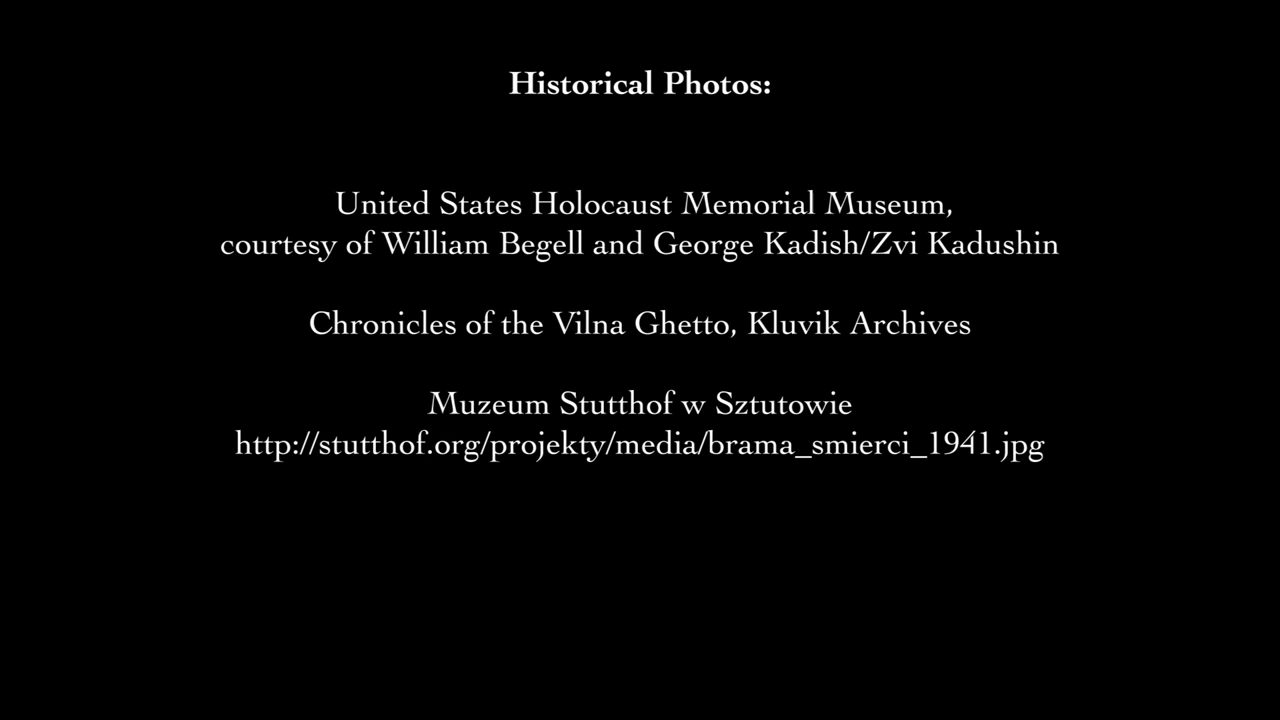 Historical Photos:
United States Holocaust Memorial Museum,
courtesy of William Begell and George Kadish/Zvi Kadushin
Chronicles of the Vilna Ghetto, Kluvik Archives
Muzeum Stutthof w Sztutowie
http://stutthof.org/projekty/media/brama_smierci_1941.jpg